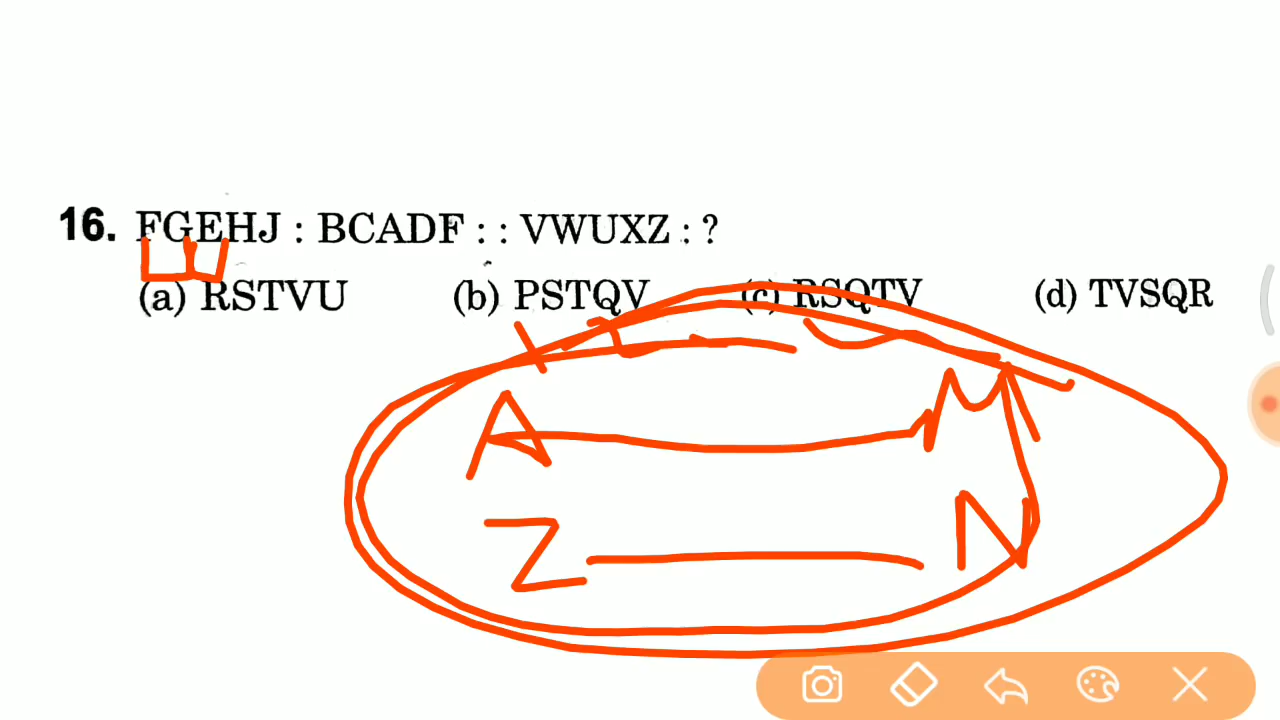 16. FGEHJ : BCADF : : VWUXZ : ?
(a) RSTVU (b) PSTQV (c) RSQTV (d) TVSQR
A M
Z N